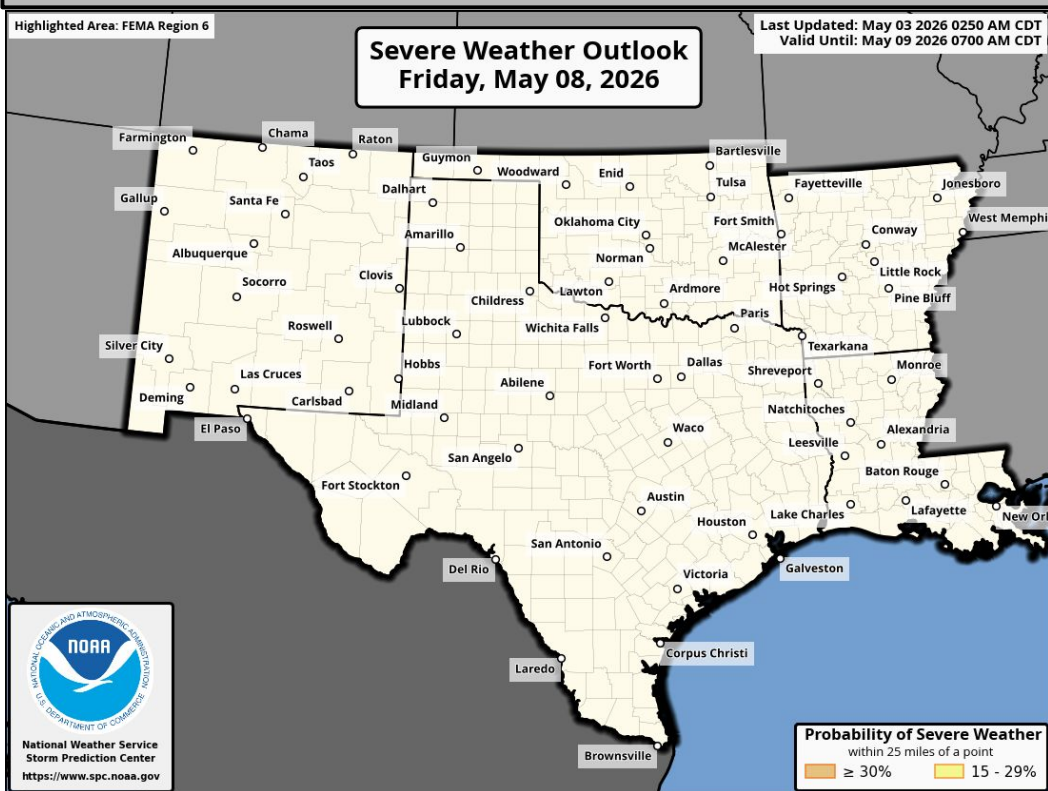 Highlighted Area: FEMA Region 6
Last Updated: May 03 2026 0250 AM CDT
Valid Until: May 09 2026 0700 AM CDT
Severe Weather Outlook
Friday, May 08, 2026
Farmington
Chama
Raton
Taos
Guymon
Woodward
Enid
Bartlesville
Tulsa
Fayetteville
Jonesboro
Gallup
Santa Fe
Dalhart
Oklahoma City
Fort Smith
West Memphi
Albuquerque
Amarillo
Norman
McAlester
Conway
Socorro
Clovis
Childress
Lawton
Ardmore
Hot Springs
Little Rock
Pine Bluff
Roswell
Lubbock
Wichita Falls
Paris
Texarkana
Silver City
Las Cruces
Hobbs
Fort Worth
Dallas
Shreveport
Monroe
Deming
Carlsbad
Midland
Abilene
Natchitoches
El Paso
Waco
Leesville
Alexandria
San Angelo
Fort Stockton
Baton Rouge
Austin
Houston
Lake Charles
Lafayette
New Orl
San Antonio
Del Rio
Victoria
Galveston
Laredo
Corpus Christi
Brownsville
NATIONAL OCEANIC AND ATMOSPHERIC ADMINISTRATION
NOAA
U.S. DEPARTMENT OF COMMERCE
National Weather Service
Storm Prediction Center
https://www.spc.noaa.gov
Probability of Severe Weather
within 25 miles of a point
≥ 30%
15 - 29%